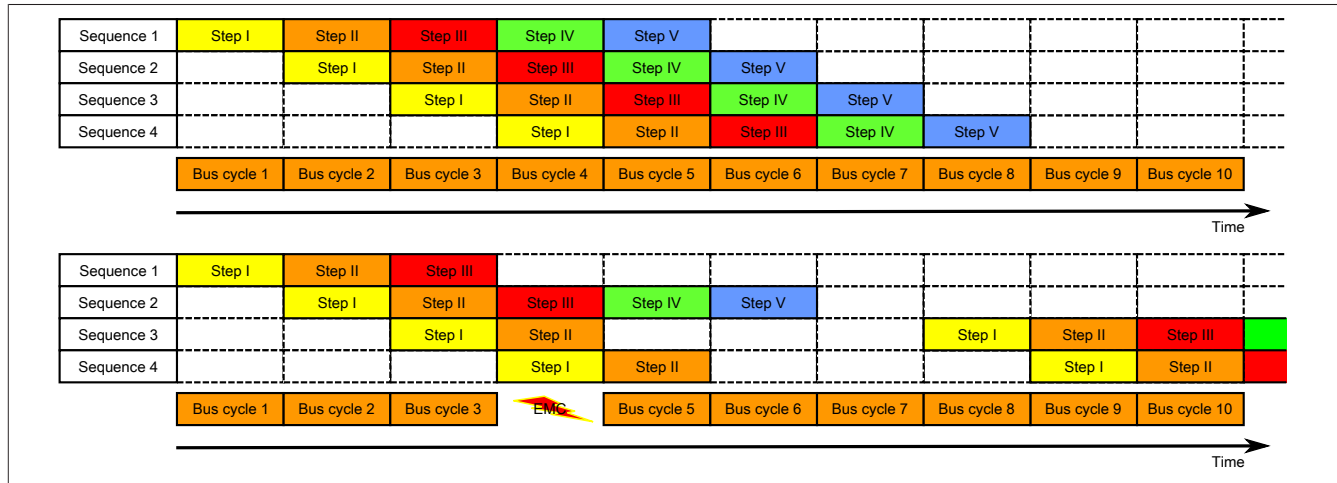 Sequence 1 Step I Step II Step III Step IV Step V
Sequence 2 Step I Step II Step III Step IV Step V
Sequence 3 Step I Step II Step III Step IV Step V
Sequence 4 Step I Step II Step III Step IV Step V
Bus cycle 1 Bus cycle 2 Bus cycle 3 Bus cycle 4 Bus cycle 5 Bus cycle 6 Bus cycle 7 Bus cycle 8 Bus cycle 9 Bus cycle 10
Time
Sequence 1 Step I Step II Step III
Sequence 2 Step I Step II Step III Step IV Step V
Sequence 3 Step I Step II Step I Step II Step III
Sequence 4 Step I Step II Step I Step II
Bus cycle 1 Bus cycle 2 Bus cycle 3 EMC Bus cycle 5 Bus cycle 6 Bus cycle 7 Bus cycle 8 Bus cycle 9 Bus cycle 10
Time